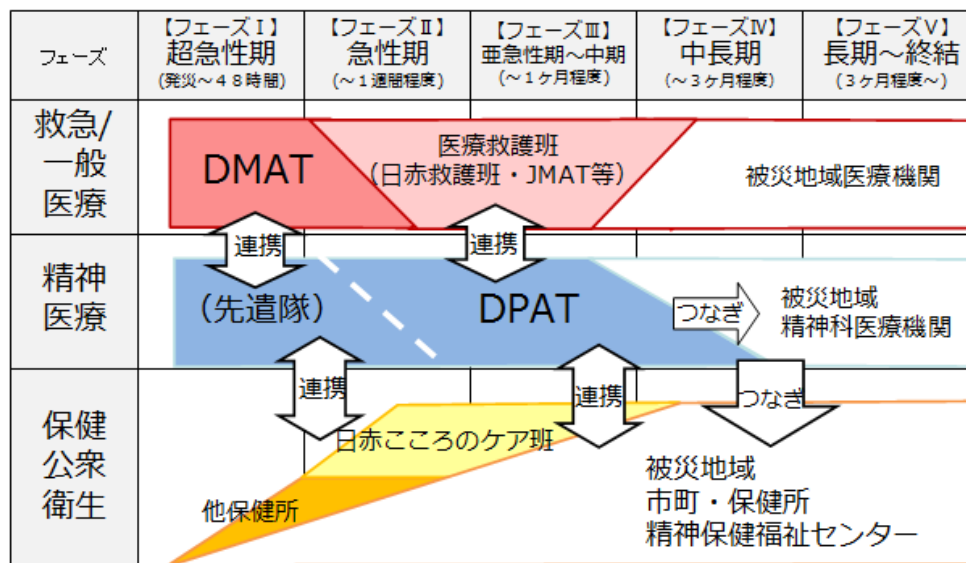 フェーズ
【フェーズⅠ】
超急性期
(発災～４８時間)
【フェーズⅡ】
急性期
(～１週間程度)
【フェーズⅢ】
亜急性期～中期
(～１ヶ月程度)
【フェーズⅣ】
中長期
(～３ヶ月程度)
【フェーズⅤ】
長期～終結
(３ヶ月程度～)
救急/
一般
医療
DMAT
医療救護班
（日赤救護班・JMAT等）
被災地域医療機関
連携
連携
精神
医療
（先遣隊）
DPAT
つなぎ
被災地域
精神科医療機関
連携
連携
つなぎ
保健
公衆
衛生
日赤こころのケア班
他保健所
被災地域
市町・保健所
精神保健福祉センター